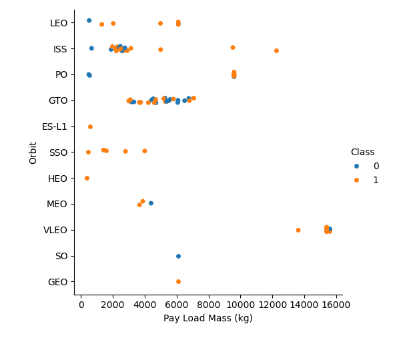 LEO
ISS
PO
GTO
ES-L1
SSO
HEO
MEO
VLEO
SO
GEO
Orbit
0 2000 4000 6000 8000 10000 12000 14000 16000
Pay Load Mass (kg)
Class
0
1